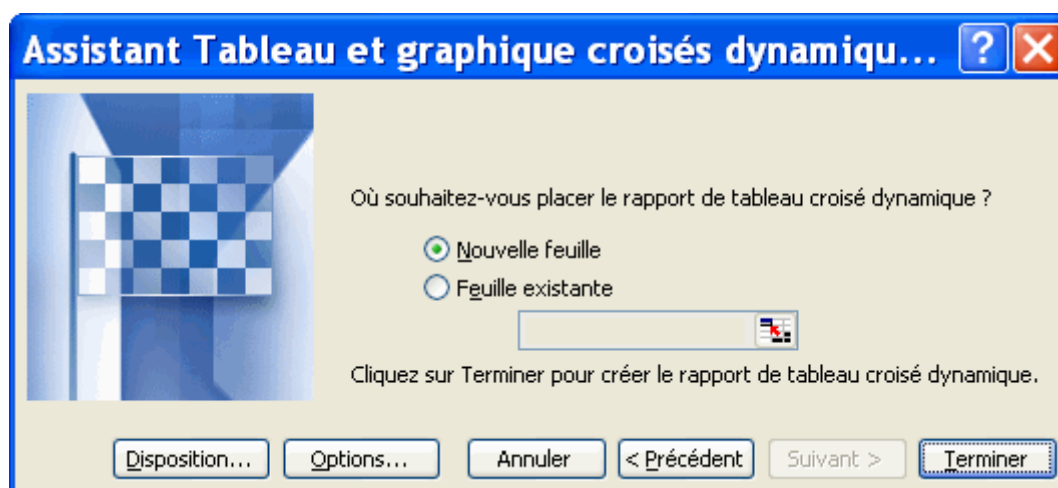 Assistant Tableau et graphique croisés dynamiqu... ?
Où souhaitez-vous placer le rapport de tableau croisé dynamique ?
Nouvelle feuille
Feuille existante
Cliquez sur Terminer pour créer le rapport de tableau croisé dynamique.
Disposition... Options... Annuler < Précédent Suivant > Terminer